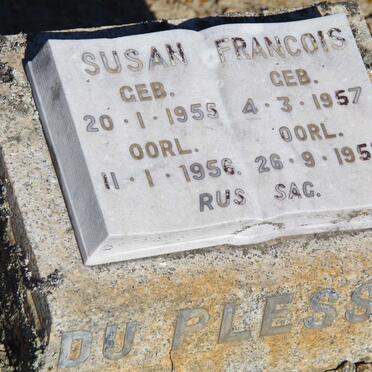 SUSAN FRANCOIS
GEB. GEB.
20·1·1955 4·3·1957
OORL. OORL.
11·1·1956. 26·9·195
RUS SAG.
DU PLESS